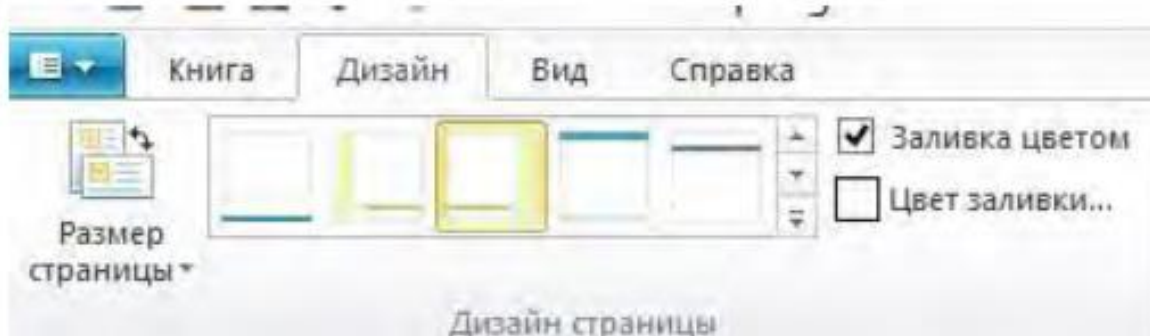 Книга Дизайн Вид Справка
Заливка цветом
Цвет заливки...
Размер
страницы
Дизайн страницы